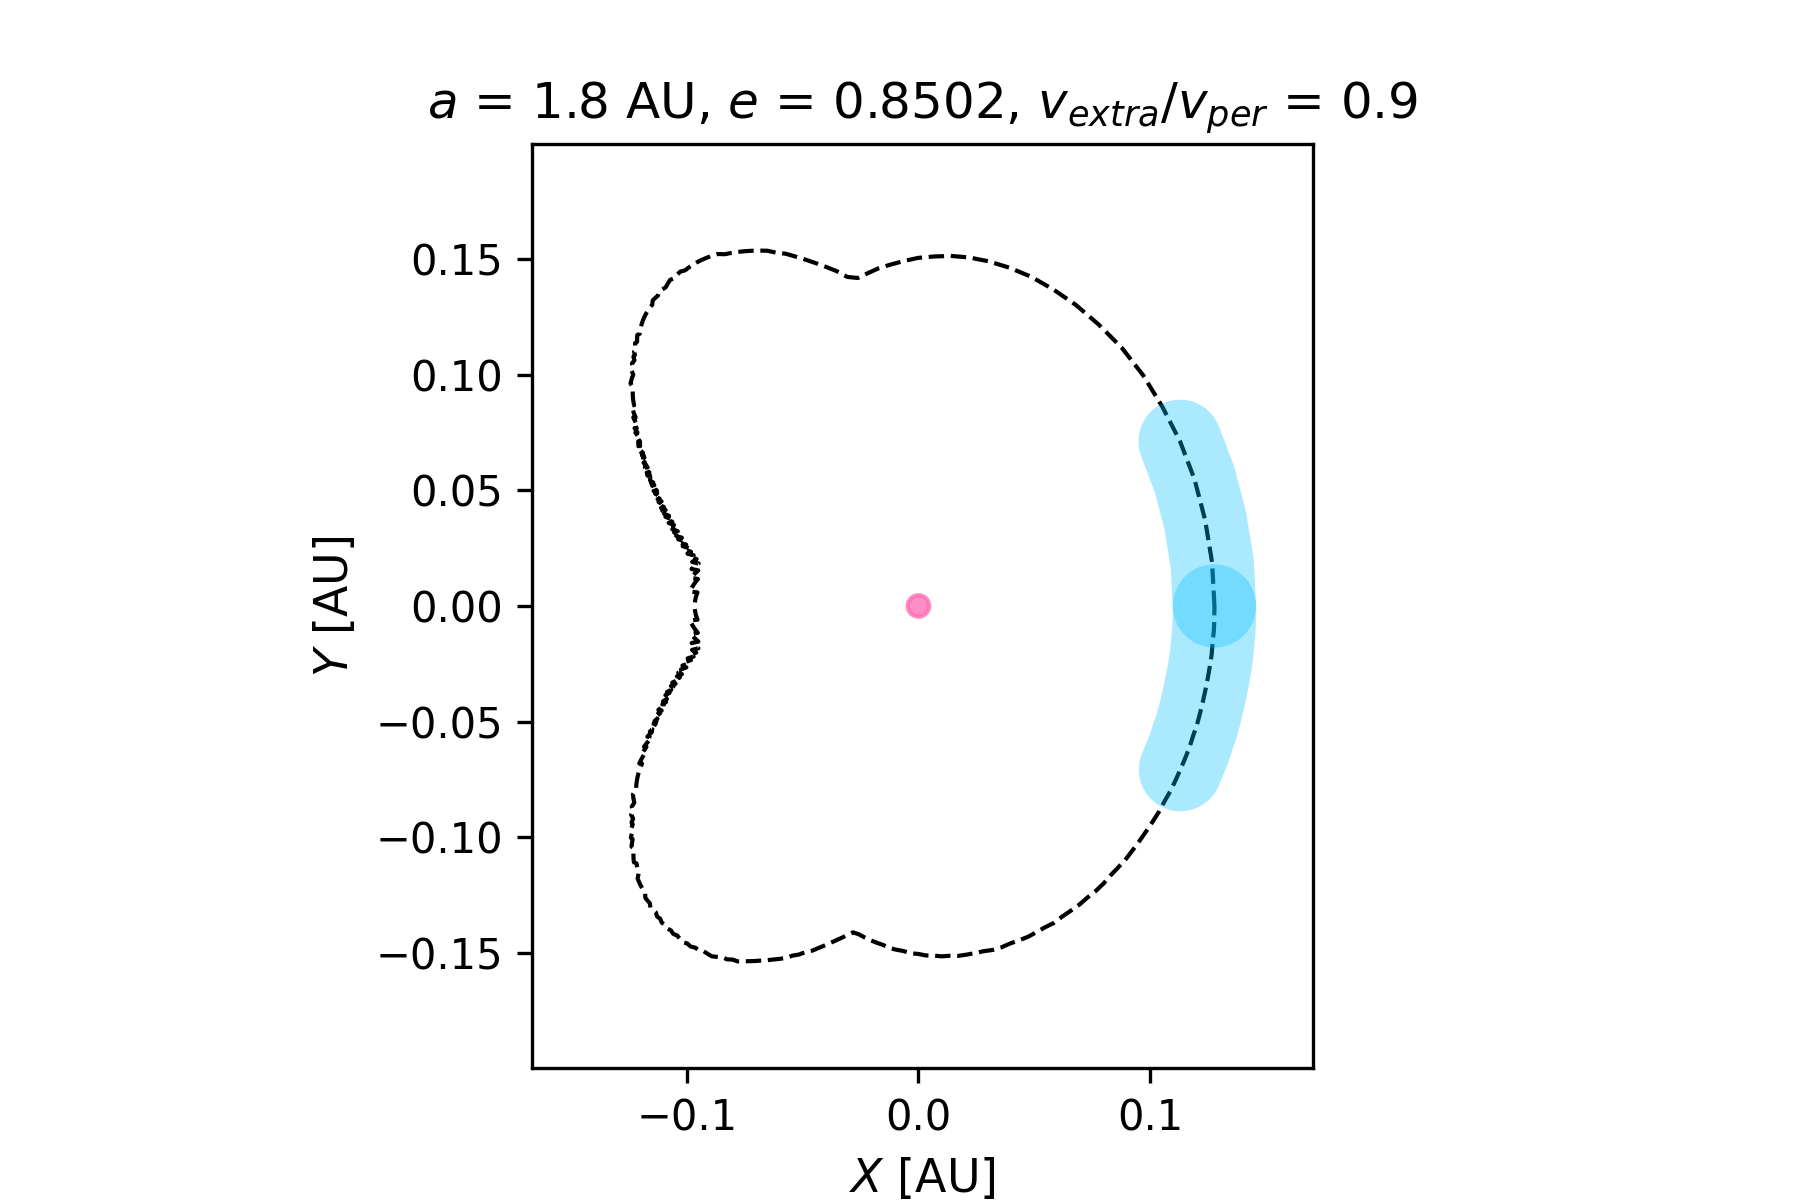 a = 1.8 AU, e = 0.8502, v_extra/v_per = 0.9
Y [AU]
0.15
0.10
0.05
0.00
−0.05
−0.10
−0.15
−0.1 0.0 0.1
X [AU]